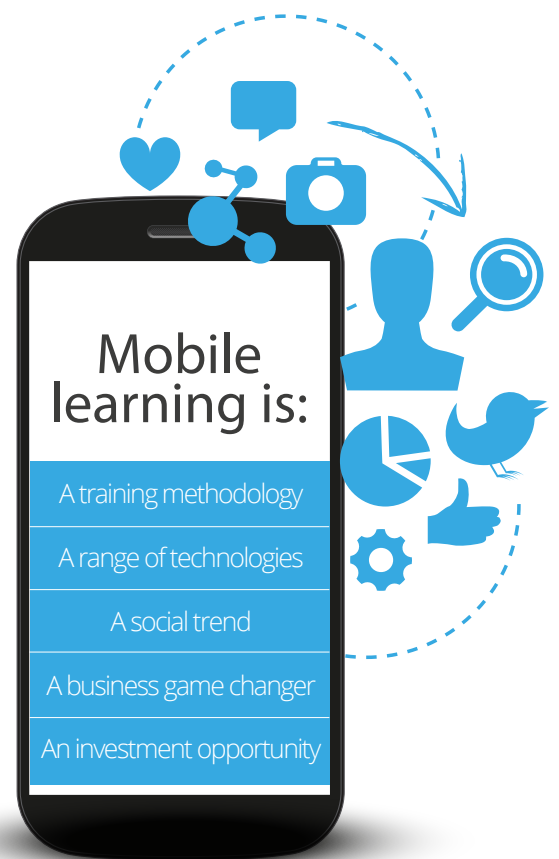 Mobile
learning is:
A training methodology
A range of technologies
A social trend
A business game changer
An investment opportunity